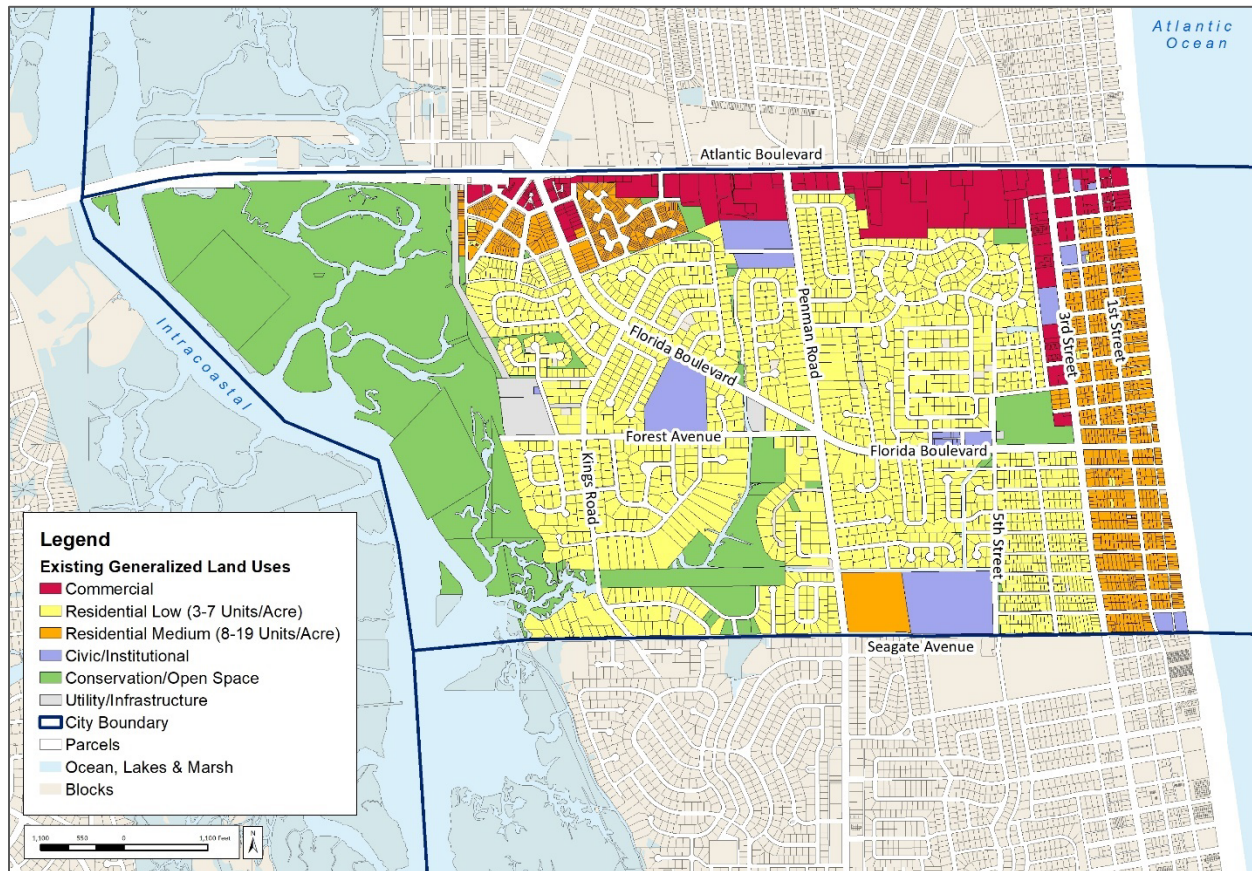 Atlantic
Ocean
Atlantic Boulevard
Intracoastal
Florida Boulevard
Penman Road
3rd Street
1st Street
Forest Avenue
Florida Boulevard
Kings Road
5th Street
Seagate Avenue
Legend
Existing Generalized Land Uses
Commercial
Residential Low (3-7 Units/Acre)
Residential Medium (8-19 Units/Acre)
Civic/Institutional
Conservation/Open Space
Utility/Infrastructure
City Boundary
Parcels
Ocean, Lakes & Marsh
Blocks
1,100 550 0 1,100 Feet
N